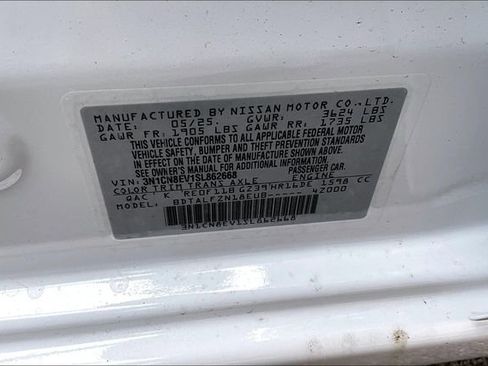 MANUFACTURED BY NISSAN MOTOR CO.,LTD.
DATE: 05/25 GVWR: 3624 LBS
GAWR FR: 1905 LBS GAWR RR: 1735 LBS
THIS VEHICLE CONFORMS TO ALL APPLICABLE FEDERAL MOTOR
VEHICLE SAFETY, BUMPER, AND THEFT PREVENTION STANDARDS
IN EFFECT ON THE DATE OF MANUFACTURE SHOWN ABOVE.
SEE OWNER'S MANUAL FOR ADDITIONAL INFORMATION.
VIN: 3N1CN8EV1SL862668 PASSENGER CAR
COLOR TRIM TRANS AXLE ENGINE
QAC K RE0F11B GZ39 HR16DE 1598 CC
MODEL: BDTALFZN18EUB----- 42000
3N1CN8EV1SL862668